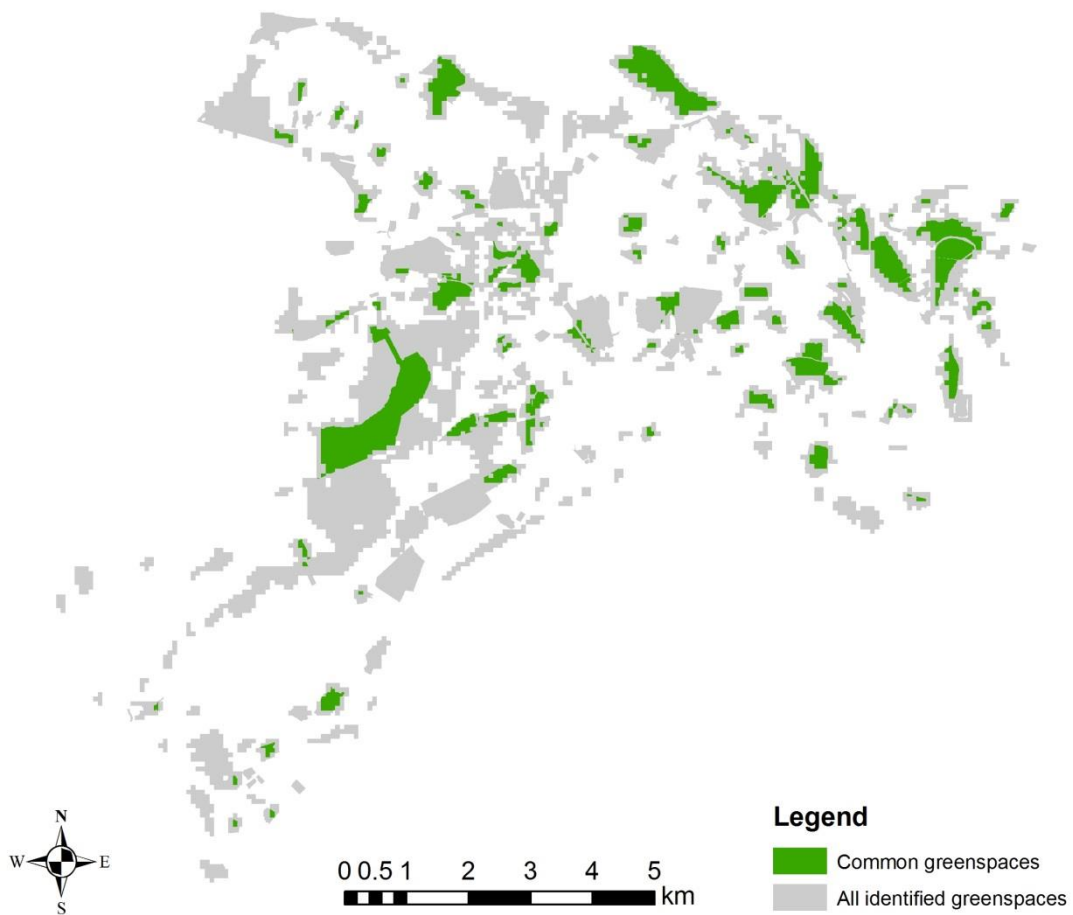 N
W E
S
0 0.5 1 2 3 4 5
km
Legend
Common greenspaces
All identified greenspaces